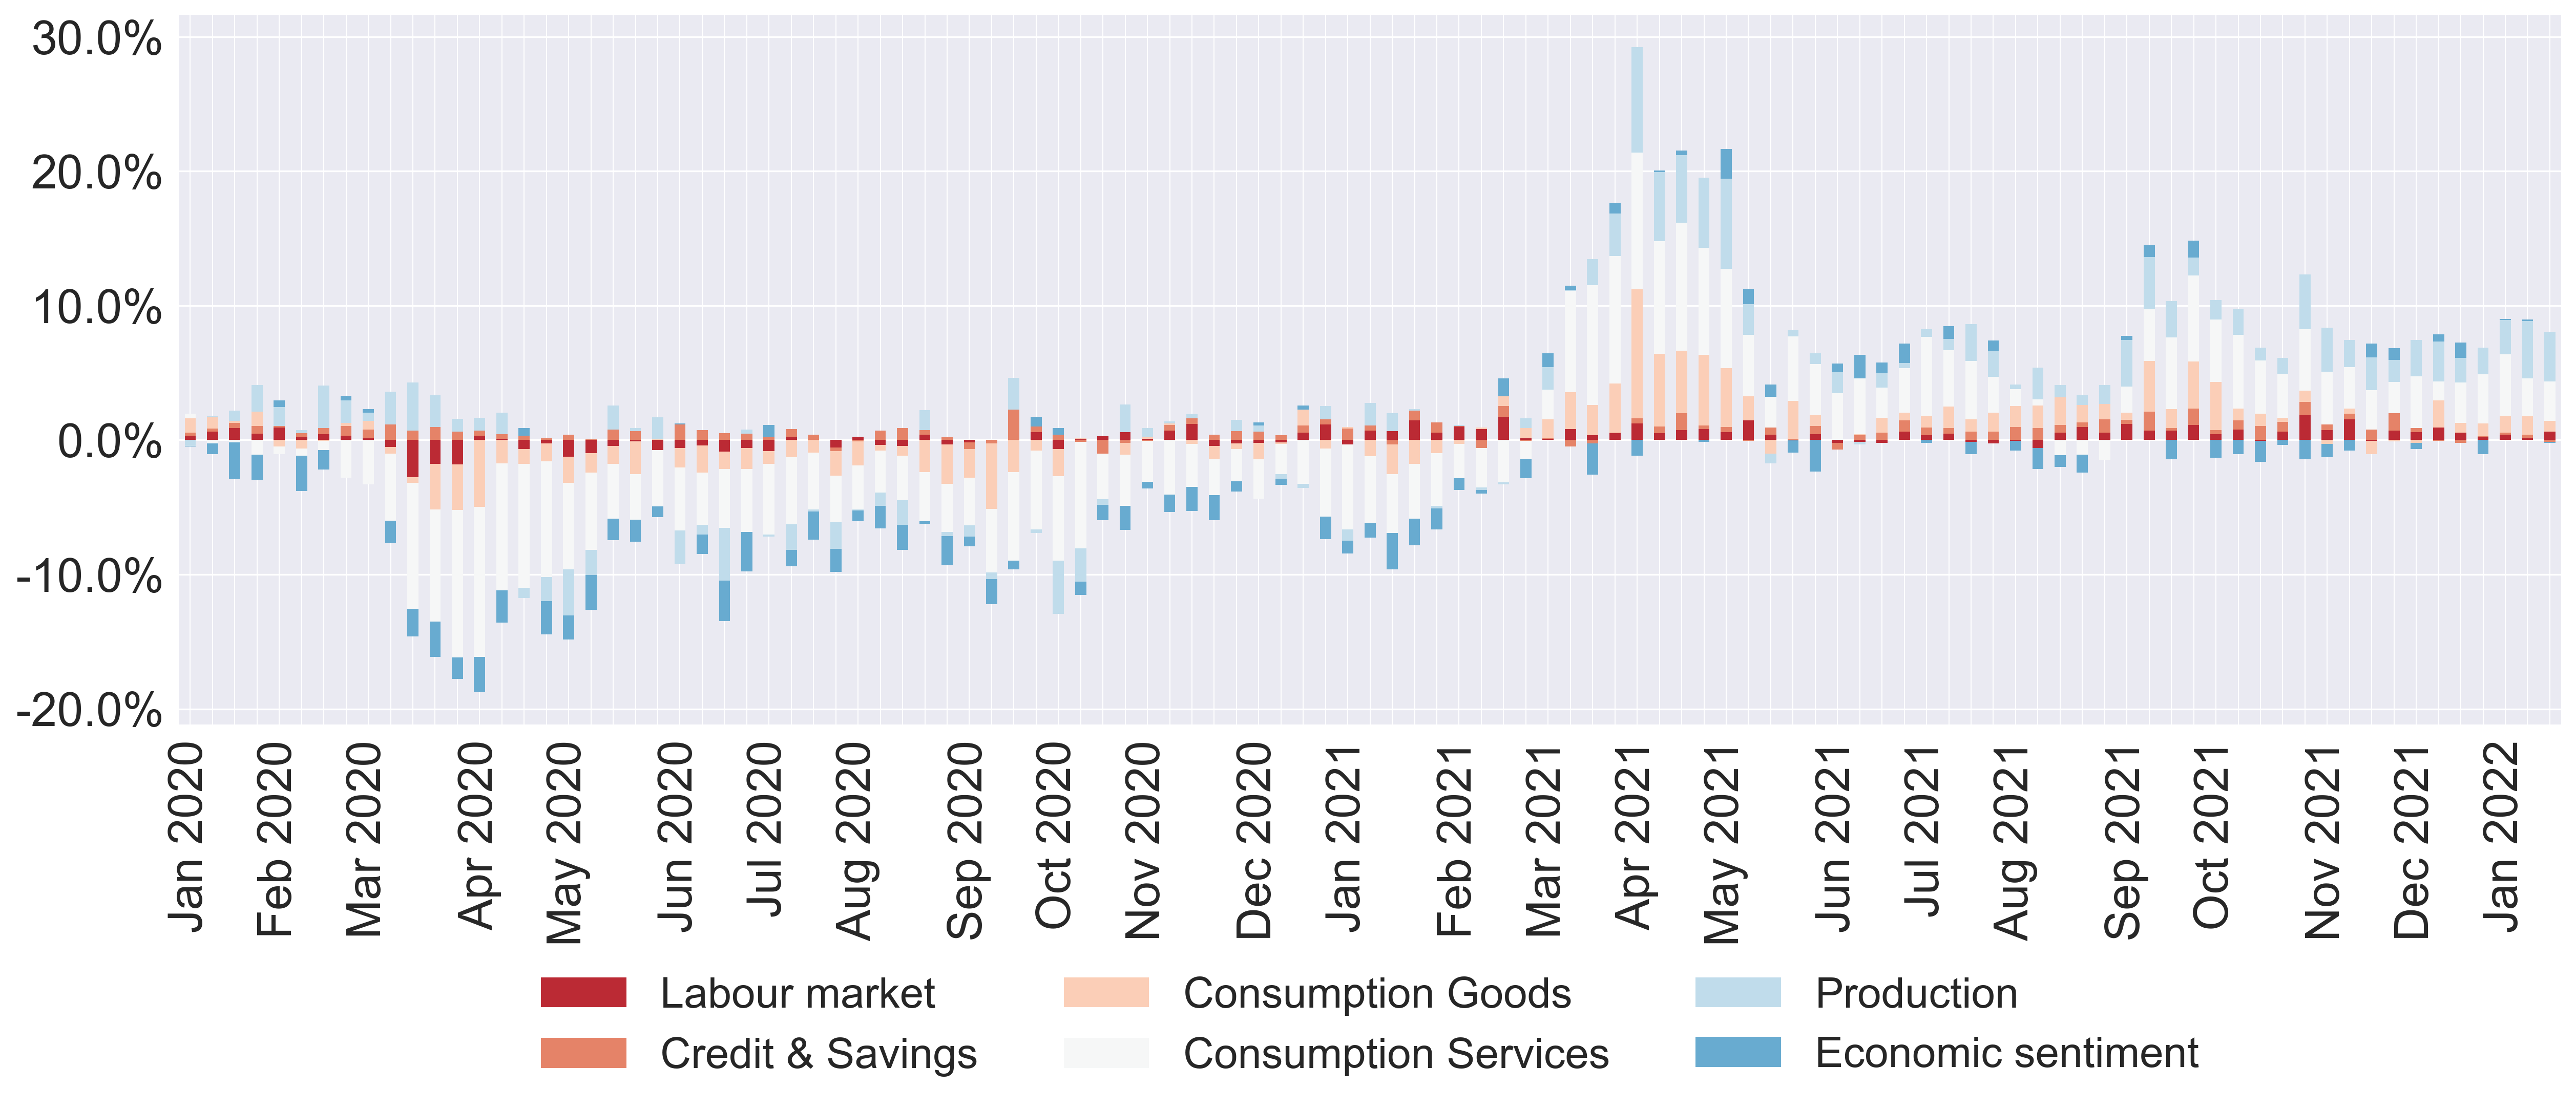 30.0%
20.0%
10.0%
0.0%
-10.0%
-20.0%
Jan 2020
Feb 2020
Mar 2020
Apr 2020
May 2020
Jun 2020
Jul 2020
Aug 2020
Sep 2020
Oct 2020
Nov 2020
Dec 2020
Jan 2021
Feb 2021
Mar 2021
Apr 2021
May 2021
Jun 2021
Jul 2021
Aug 2021
Sep 2021
Oct 2021
Nov 2021
Dec 2021
Jan 2022
Labour market
Credit & Savings
Consumption Goods
Consumption Services
Production
Economic sentiment